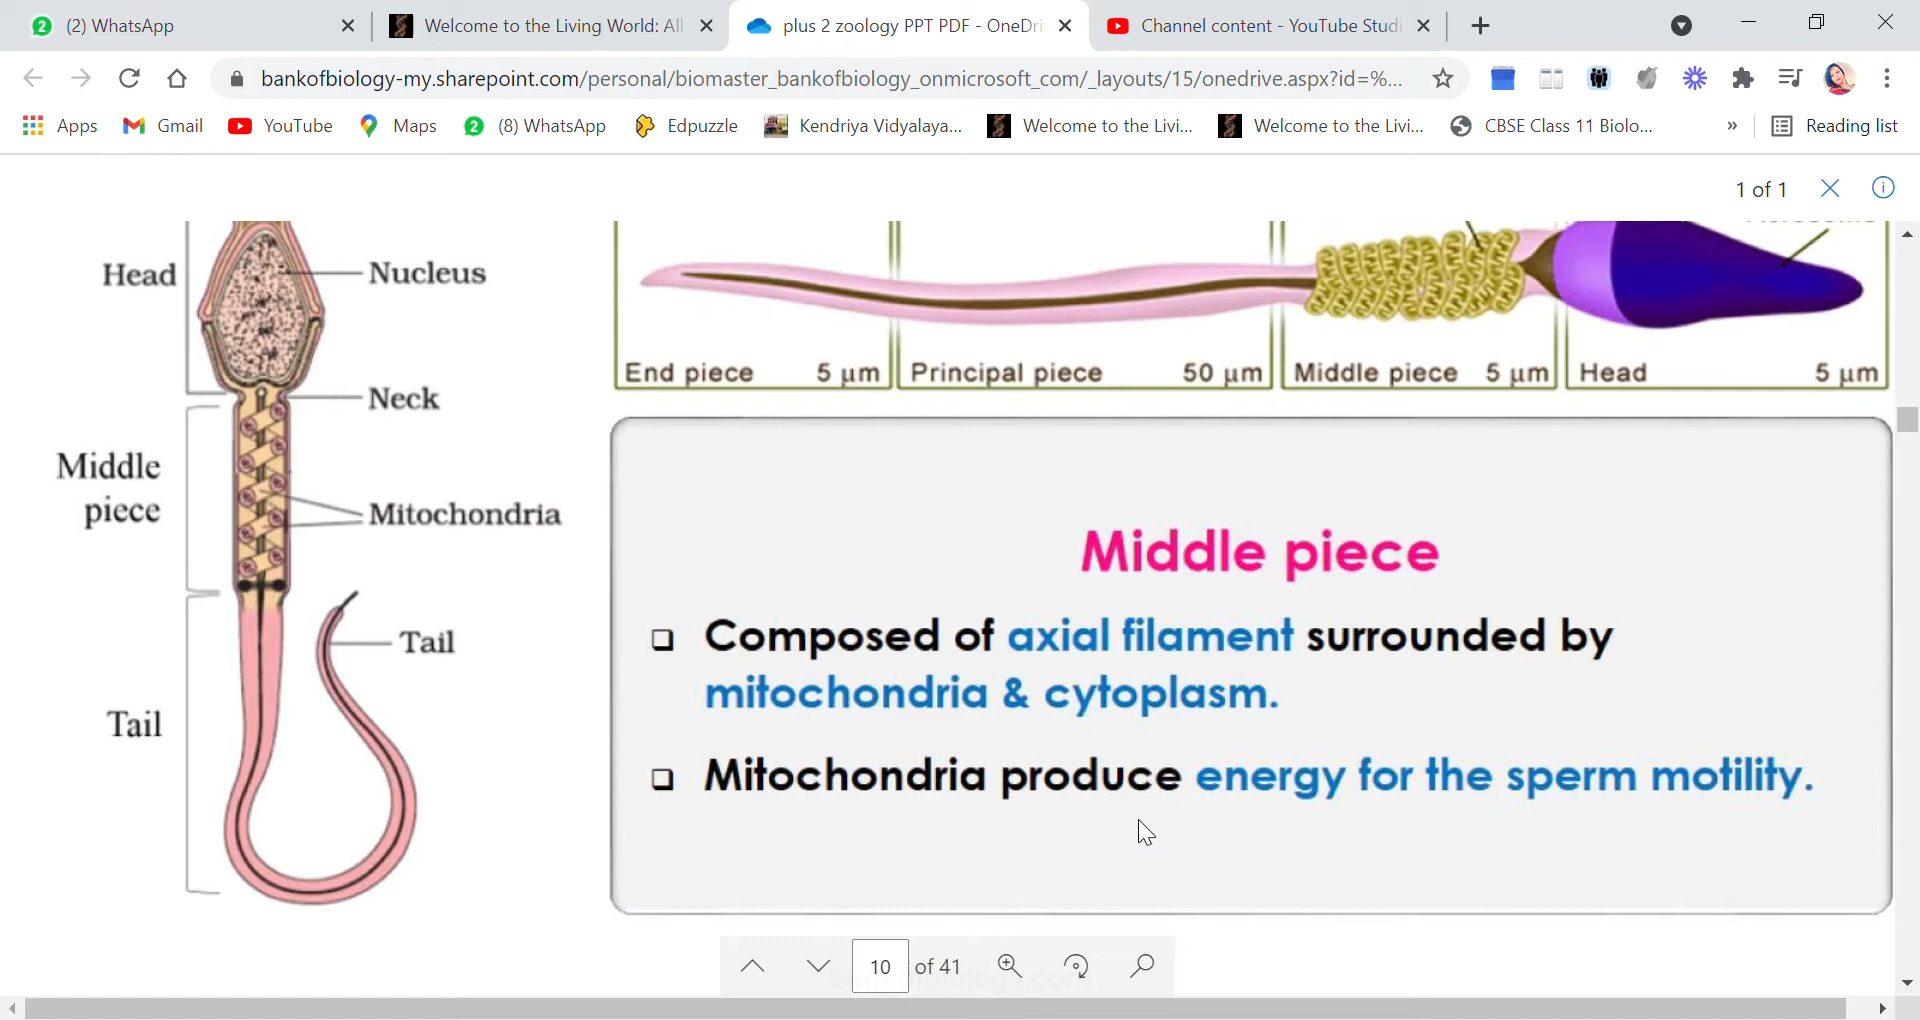 2 (2) WhatsApp
Welcome to the Living World: All
plus 2 zoology PPT PDF - OneDri
Channel content - YouTube Studi
bankofbiology-my.sharepoint.com/personal/biomaster_bankofbiology_onmicrosoft_com/_layouts/15/onedrive.aspx?id=%...
Apps
Gmail
YouTube
Maps
2 (8) WhatsApp
Edpuzzle
Kendriya Vidyalaya...
Welcome to the Livi...
Welcome to the Livi...
CBSE Class 11 Biolo...
»
Reading list
1 of 1
Head
Nucleus
Neck
Middle
piece
Mitochondria
Tail
Tail
End piece 5 µm
Principal piece 50 µm
Middle piece 5 µm
Head 5 µm
Middle piece
Composed of axial filament surrounded by
mitochondria & cytoplasm.
Mitochondria produce energy for the sperm motility.
10 of 41